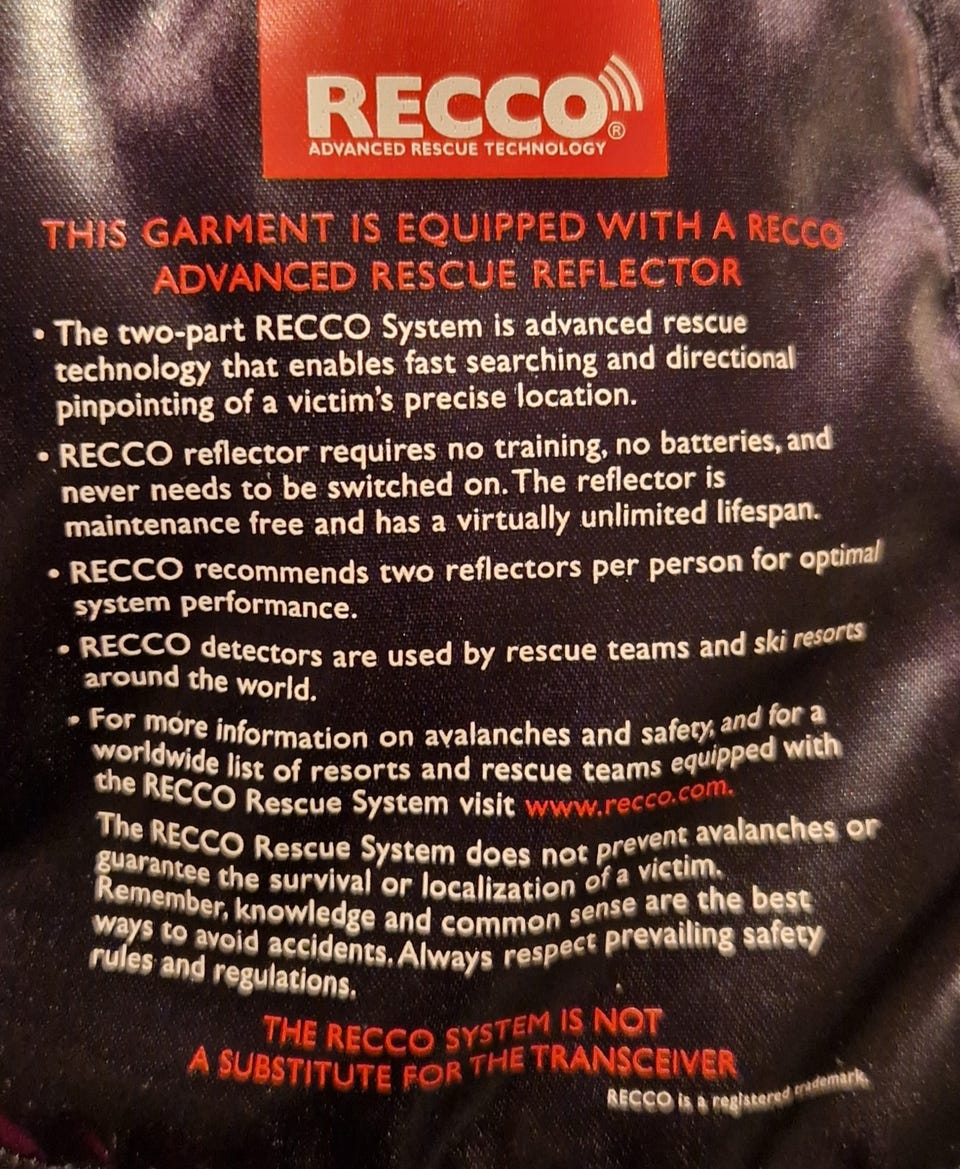 RECCO®
ADVANCED RESCUE TECHNOLOGY
THIS GARMENT IS EQUIPPED WITH A RECCO
ADVANCED RESCUE REFLECTOR
• The two-part RECCO System is advanced rescue
technology that enables fast searching and directional
pinpointing of a victim's precise location.
• RECCO reflector requires no training, no batteries, and
never needs to be switched on. The reflector is
maintenance free and has a virtually unlimited lifespan.
• RECCO recommends two reflectors per person for optimal
system performance.
• RECCO detectors are used by rescue teams and ski resorts
around the world.
• For more information on avalanches and safety, and for a
worldwide list of resorts and rescue teams equipped with
the RECCO Rescue System visit www.recco.com.
The RECCO Rescue System does not prevent avalanches or
guarantee the survival or localization of a victim.
Remember, knowledge and common sense are the best
ways to avoid accidents. Always respect prevailing safety
rules and regulations.
THE RECCO SYSTEM IS NOT
A SUBSTITUTE FOR THE TRANSCEIVER
RECCO is a registered trademark.